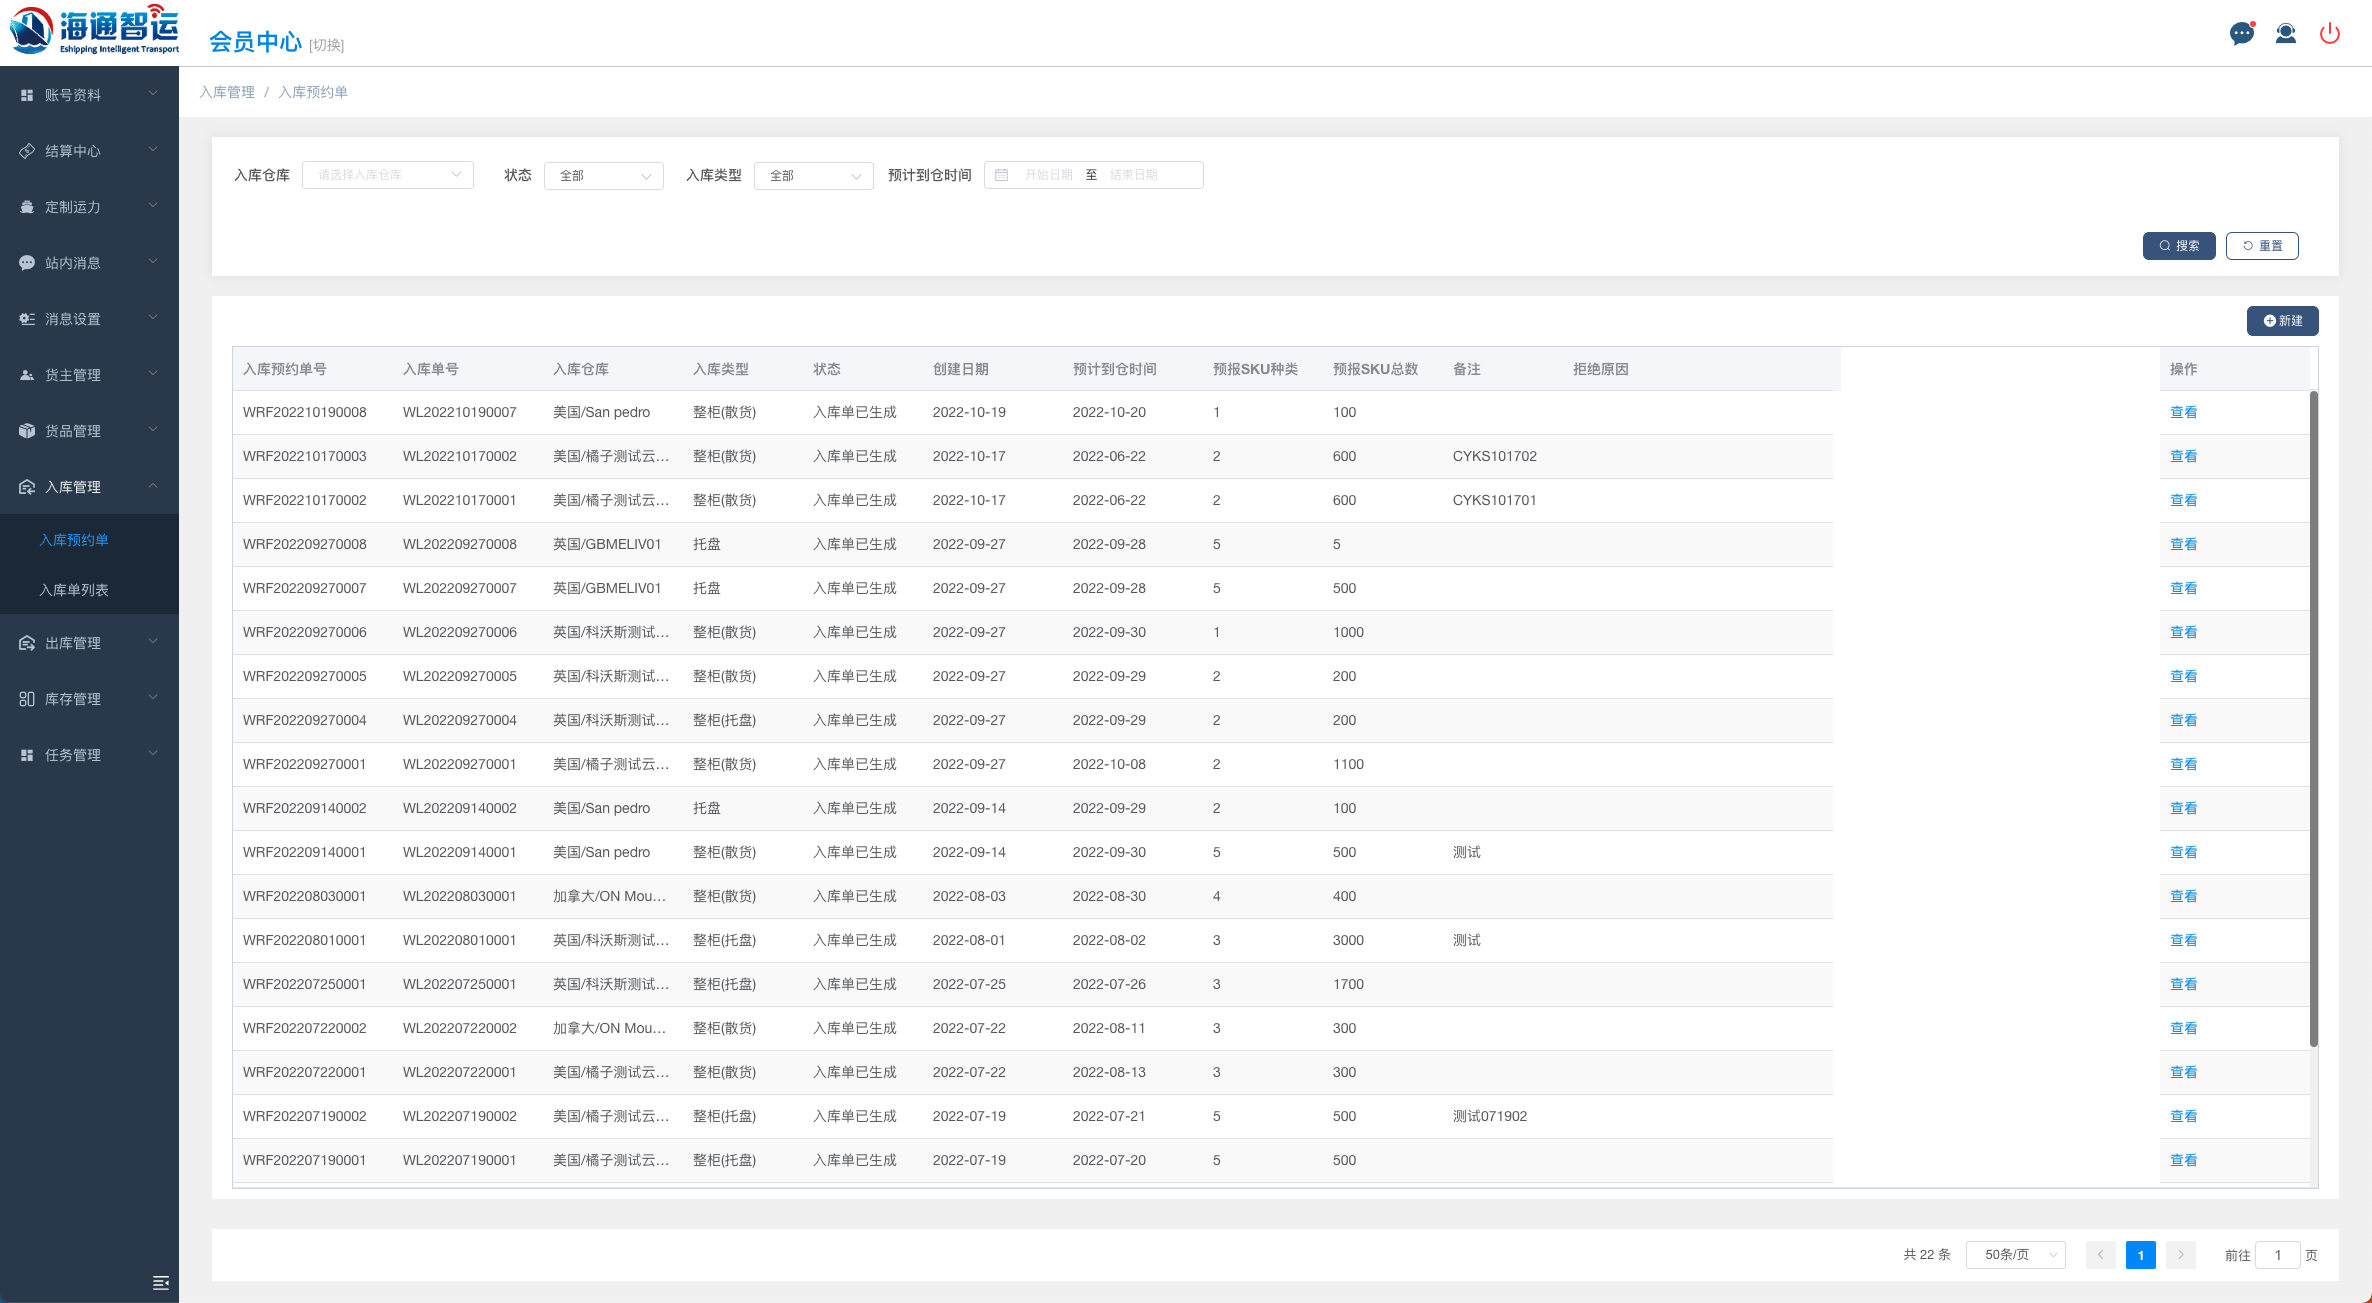 海通智运
Eshipping Intelligent Transport
会员中心 [切换]
账号资料
结算中心
定制运力
站内消息
消息设置
货主管理
货品管理
入库管理
入库预约单
入库单列表
出库管理
库存管理
任务管理
入库管理 / 入库预约单
入库仓库 请选择入库仓库 状态 全部 入库类型 全部 预计到仓时间 开始日期 至 结束日期
搜索 重置
新建
入库预约单号 入库单号 入库仓库 入库类型 状态 创建日期 预计到仓时间 预报SKU种类 预报SKU总数 备注 拒绝原因 操作
WRF202210190008 WL202210190007 美国/San pedro 整柜(散货) 入库单已生成 2022-10-19 2022-10-20 1 100 查看
WRF202210170003 WL202210170002 美国/橘子测试云... 整柜(散货) 入库单已生成 2022-10-17 2022-06-22 2 600 CYKS101702 查看
WRF202210170002 WL202210170001 美国/橘子测试云... 整柜(散货) 入库单已生成 2022-10-17 2022-06-22 2 600 CYKS101701 查看
WRF202209270008 WL202209270008 英国/GBMELIV01 托盘 入库单已生成 2022-09-27 2022-09-28 5 5 查看
WRF202209270007 WL202209270007 英国/GBMELIV01 托盘 入库单已生成 2022-09-27 2022-09-28 5 500 查看
WRF202209270006 WL202209270006 英国/科沃斯测试... 整柜(散货) 入库单已生成 2022-09-27 2022-09-30 1 1000 查看
WRF202209270005 WL202209270005 英国/科沃斯测试... 整柜(散货) 入库单已生成 2022-09-27 2022-09-29 2 200 查看
WRF202209270004 WL202209270004 英国/科沃斯测试... 整柜(托盘) 入库单已生成 2022-09-27 2022-09-29 2 200 查看
WRF202209270001 WL202209270001 美国/橘子测试云... 整柜(散货) 入库单已生成 2022-09-27 2022-10-08 2 1100 查看
WRF202209140002 WL202209140002 美国/San pedro 托盘 入库单已生成 2022-09-14 2022-09-29 2 100 查看
WRF202209140001 WL202209140001 美国/San pedro 整柜(散货) 入库单已生成 2022-09-14 2022-09-30 5 500 测试 查看
WRF202208030001 WL202208030001 加拿大/ON Mou... 整柜(散货) 入库单已生成 2022-08-03 2022-08-30 4 400 查看
WRF202208010001 WL202208010001 英国/科沃斯测试... 整柜(托盘) 入库单已生成 2022-08-01 2022-08-02 3 3000 测试 查看
WRF202207250001 WL202207250001 英国/科沃斯测试... 整柜(托盘) 入库单已生成 2022-07-25 2022-07-26 3 1700 查看
WRF202207220002 WL202207220002 加拿大/ON Mou... 整柜(散货) 入库单已生成 2022-07-22 2022-08-11 3 300 查看
WRF202207220001 WL202207220001 美国/橘子测试云... 整柜(散货) 入库单已生成 2022-07-22 2022-08-13 3 300 查看
WRF202207190002 WL202207190002 美国/橘子测试云... 整柜(托盘) 入库单已生成 2022-07-19 2022-07-21 5 500 测试071902 查看
WRF202207190001 WL202207190001 美国/橘子测试云... 整柜(托盘) 入库单已生成 2022-07-19 2022-07-20 5 500 查看
共 22 条 50条/页 1 前往 1 页